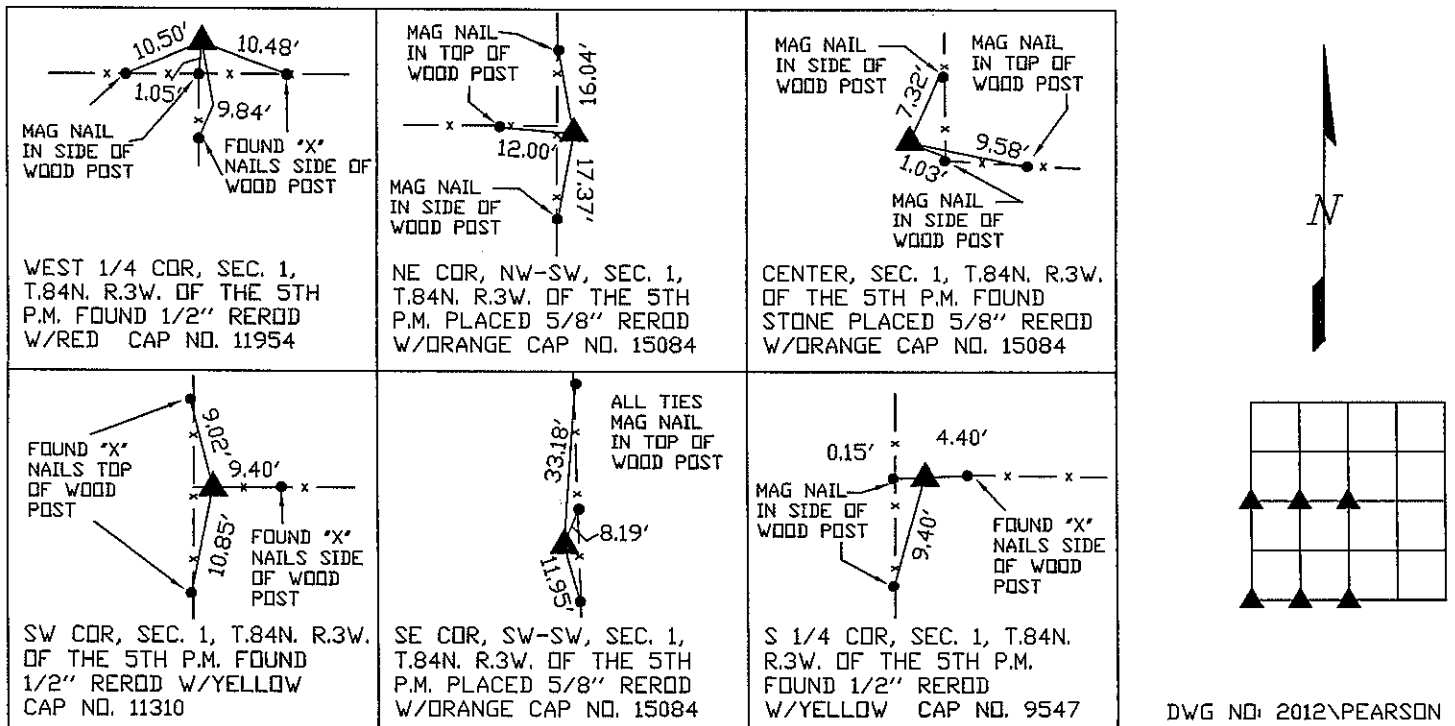 10.50'
10.48'
1.05'
9.84'
MAG NAIL
IN SIDE OF
WOOD POST
FOUND "X"
NAILS SIDE OF
WOOD POST
WEST 1/4 COR, SEC. 1,
T.84N. R.3W. OF THE 5TH
P.M. FOUND 1/2" REROD
W/RED CAP NO. 11954
MAG NAIL
IN TOP OF
WOOD POST
16.04'
12.00'
17.37'
MAG NAIL
IN SIDE OF
WOOD POST
NE COR, NW-SW, SEC. 1,
T.84N. R.3W. OF THE 5TH
P.M. PLACED 5/8" REROD
W/ORANGE CAP NO. 15084
MAG NAIL
IN SIDE OF
WOOD POST
MAG NAIL
IN TOP OF
WOOD POST
7.32'
9.58'
1.03'
MAG NAIL
IN SIDE OF
WOOD POST
CENTER, SEC. 1, T.84N. R.3W.
OF THE 5TH P.M. FOUND
STONE PLACED 5/8" REROD
W/ORANGE CAP NO. 15084
N
FOUND "X"
NAILS TOP
OF WOOD
POST
9.02'
9.40'
10.85'
FOUND "X"
NAILS SIDE
OF WOOD
POST
SW COR, SEC. 1, T.84N. R.3W.
OF THE 5TH P.M. FOUND
1/2" REROD W/YELLOW
CAP NO. 11310
ALL TIES
MAG NAIL
IN TOP OF
WOOD POST
33.18'
8.19'
11.95'
SE COR, SW-SW, SEC. 1,
T.84N. R.3W. OF THE 5TH
P.M. PLACED 5/8" REROD
W/ORANGE CAP NO. 15084
0.15'
4.40'
MAG NAIL
IN SIDE OF
WOOD POST
9.40'
FOUND "X"
NAILS SIDE
OF WOOD
POST
S 1/4 COR, SEC. 1, T.84N.
R.3W. OF THE 5TH P.M.
FOUND 1/2" REROD
W/YELLOW CAP NO. 9547
DWG NO: 2012\PEARSON